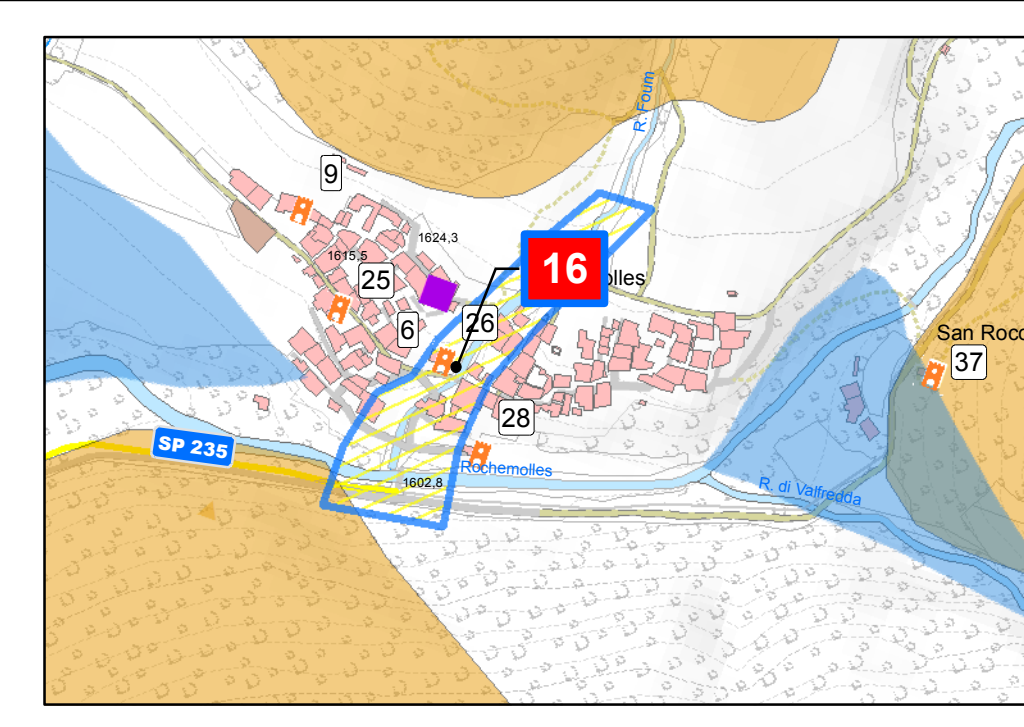 R. Foum
9
1624,3
1615,5
25
16
olles
6
26
San Roco
37
28
SP 235
Rochemolles
1602,8
R. di Valfredda